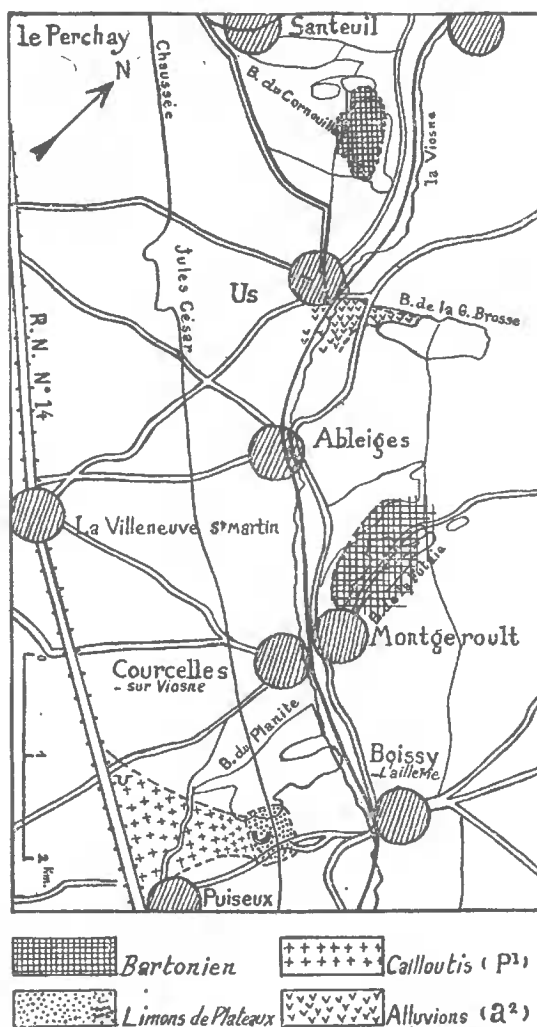 le Perchay
Santeuil
N
Chaussée
B. du Cornouiller
la Viosne
Jules César
Us
B. de la G. Brosse
R.N. N°14
Ableiges
La Villeneuve St Martin
Montgeroult
Courcelles
- sur Viosne
B. du Planite
Boissy
- L'aillerie
0
1
2 Km.
Puiseux
Bartonien
Cailloutis (P1)
Limons de Plateaux
Alluvions (a2)